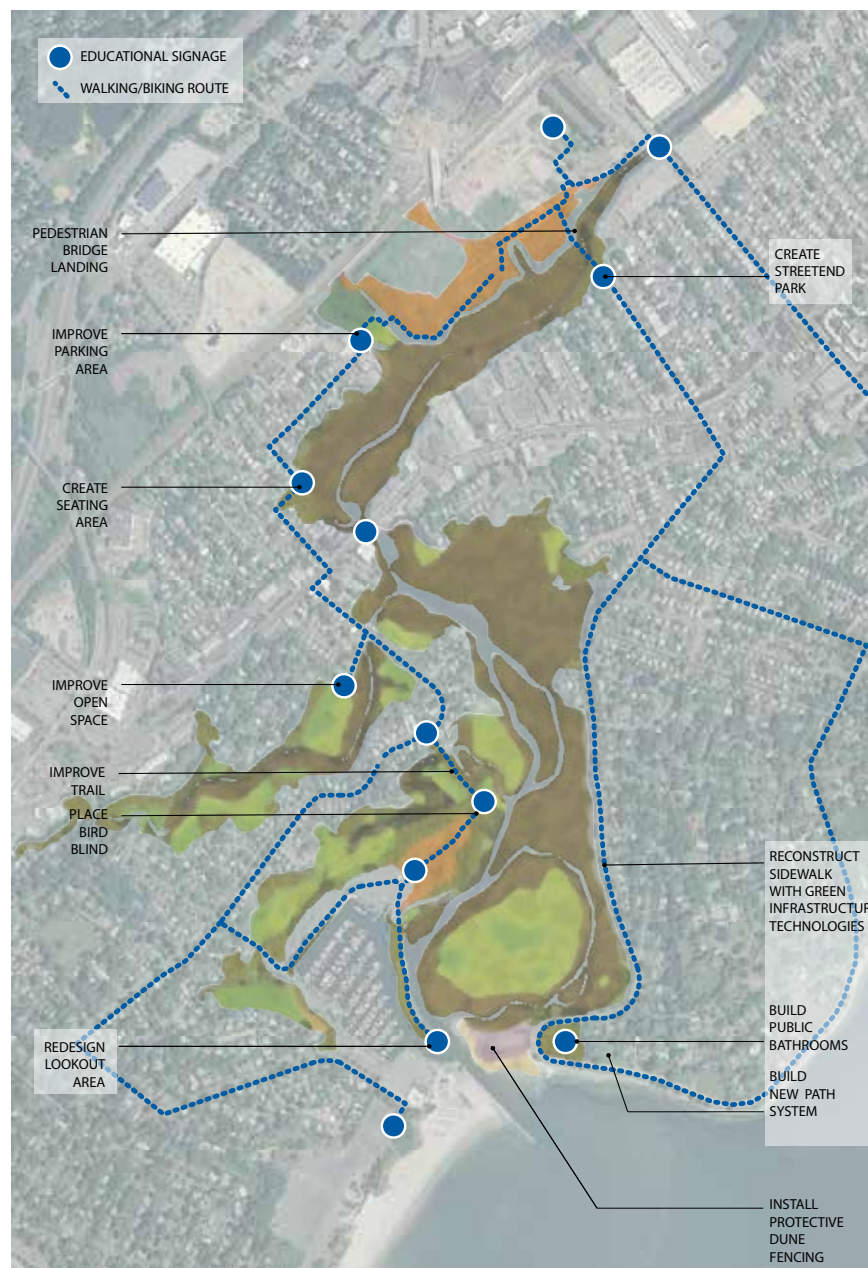 EDUCATIONAL SIGNAGE
WALKING/BIKING ROUTE
PEDESTRIAN
BRIDGE
LANDING
CREATE
STREETEND
PARK
IMPROVE
PARKING
AREA
CREATE
SEATING
AREA
IMPROVE
OPEN
SPACE
IMPROVE
TRAIL
PLACE
BIRD
BLIND
RECONSTRUCT
SIDEWALK
WITH GREEN
INFRASTRUCTUR
TECHNOLOGIES
BUILD
PUBLIC
BATHROOMS
REDESIGN
LOOKOUT
AREA
BUILD
NEW PATH
SYSTEM
INSTALL
PROTECTIVE
DUNE
FENCING